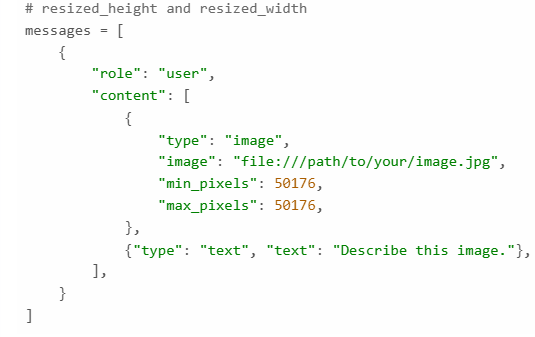 # resized_height and resized_width
messages = [
    {
        "role": "user",
        "content": [
            {
                "type": "image",
                "image": "file:///path/to/your/image.jpg",
                "min_pixels": 50176,
                "max_pixels": 50176,
            },
            {"type": "text", "text": "Describe this image."},
        ],
    }
]